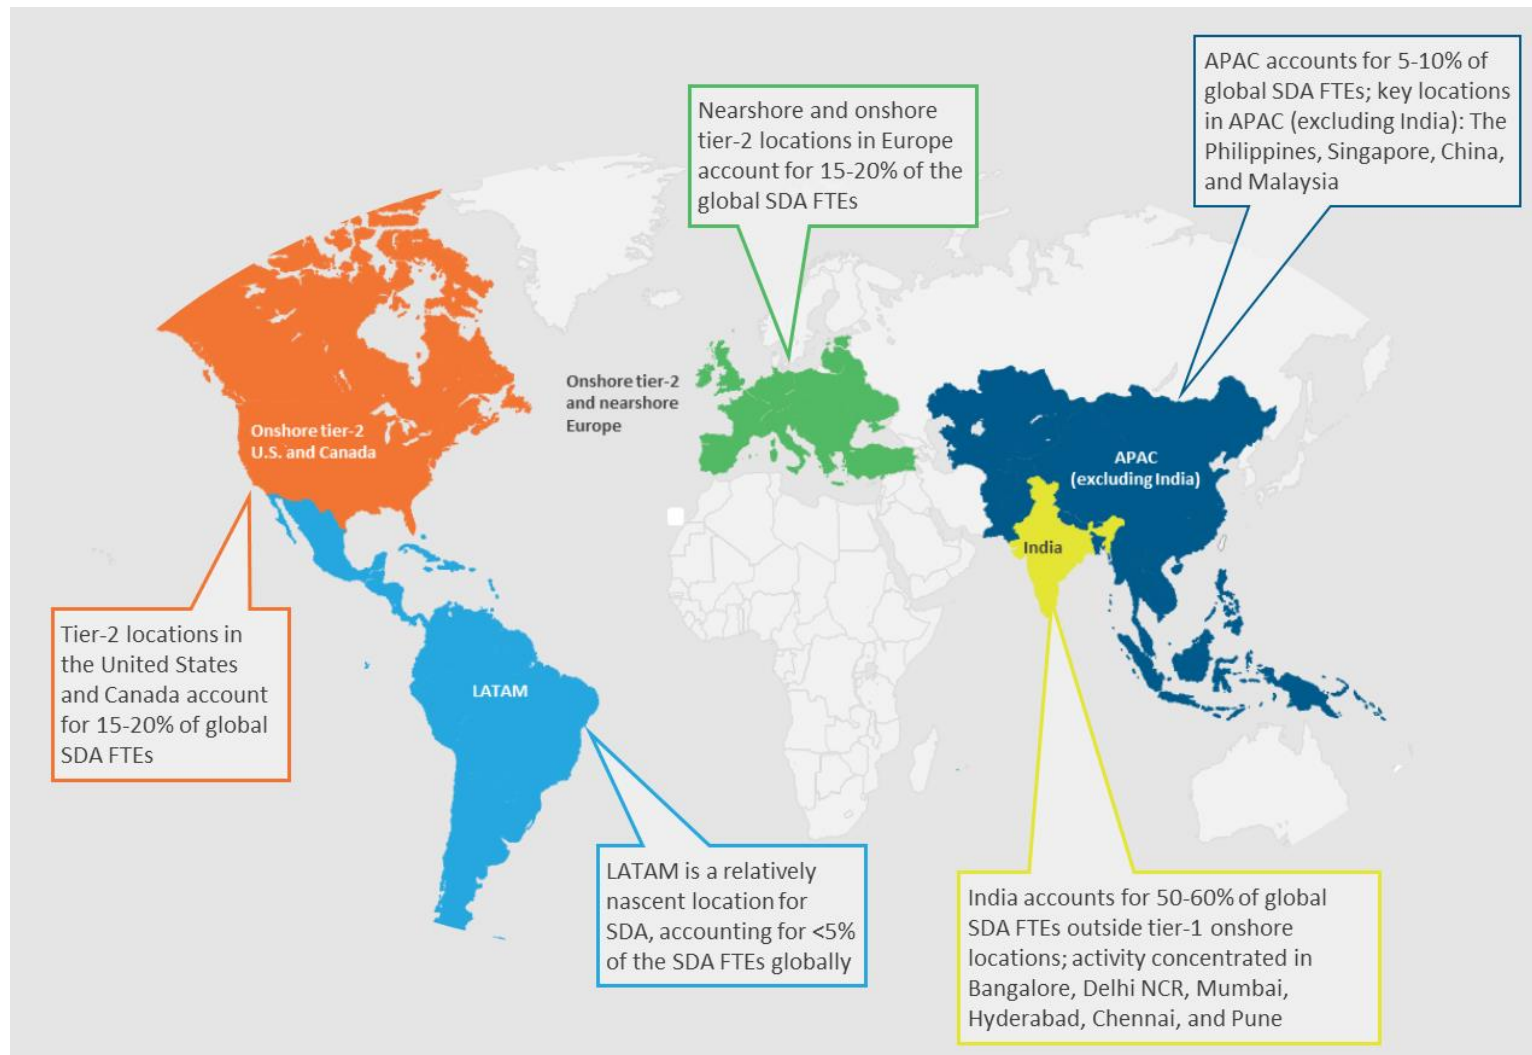 APAC accounts for 5-10% of
global SDA FTEs; key locations
in APAC (excluding India): The
Philippines, Singapore, China,
and Malaysia
Nearshore and onshore
tier-2 locations in Europe
account for 15-20% of the
global SDA FTEs
Onshore tier-2
and nearshore
Europe
Onshore tier-2
U.S. and Canada
APAC
(excluding India)
India
Tier-2 locations in
the United States
and Canada account
for 15-20% of global
SDA FTEs
LATAM
LATAM is a relatively
nascent location for
SDA, accounting for <5%
of the SDA FTEs globally
India accounts for 50-60% of global
SDA FTEs outside tier-1 onshore
locations; activity concentrated in
Bangalore, Delhi NCR, Mumbai,
Hyderabad, Chennai, and Pune